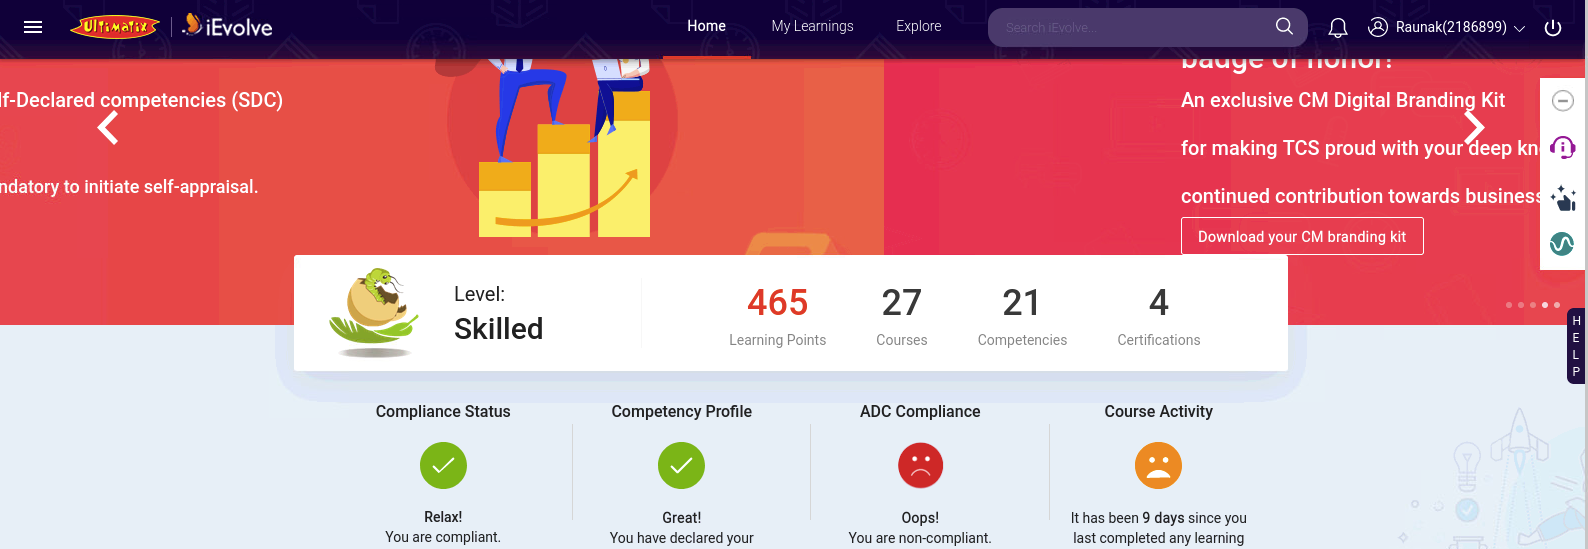 Ultimatix iEvolve Home My Learnings Explore Search iEvolve... Raunak(2186899)
badge of honor!
lf-Declared competencies (SDC)
An exclusive CM Digital Branding Kit
for making TCS proud with your deep kn
ndatory to initiate self-appraisal.
continued contribution towards business
Download your CM branding kit
Level:
Skilled
465 27 21 4
Learning Points Courses Competencies Certifications
H
E
L
P
Compliance Status Competency Profile ADC Compliance Course Activity
Relax! Great! Oops! It has been 9 days since you
You are compliant. You have declared your You are non-compliant. last completed any learning